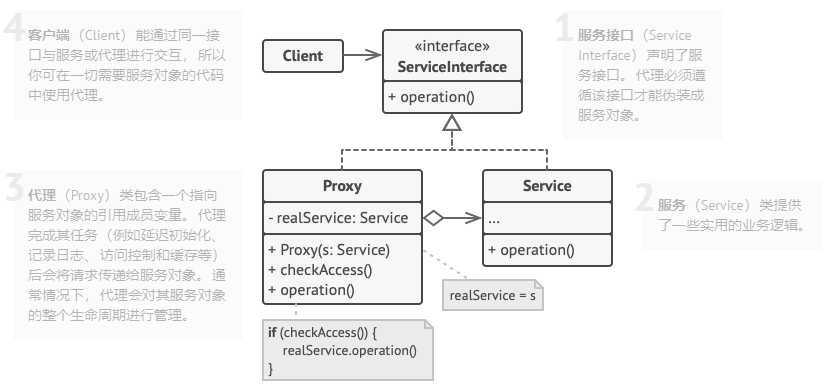 4
客户端（Client）能通过同一接
口与服务或代理进行交互，所以
你可在一切需要服务对象的代码
中使用代理。
Client
«interface»
ServiceInterface
+ operation()
1
服务接口（Service
Interface）声明了服
务接口。代理必须遵
循该接口才能伪装成
服务对象。
3
代理（Proxy）类包含一个指向
服务对象的引用成员变量。代理
完成其任务（例如延迟初始化、
记录日志、访问控制和缓存等）
后会将请求传递给服务对象。通
常情况下，代理会对其服务对象
的整个生命周期进行管理。
Proxy
- realService: Service
+ Proxy(s: Service)
+ checkAccess()
+ operation()
Service
...
+ operation()
2
服务（Service）类提供
了一些实用的业务逻辑。
realService = s
if (checkAccess()) {
realService.operation()
}